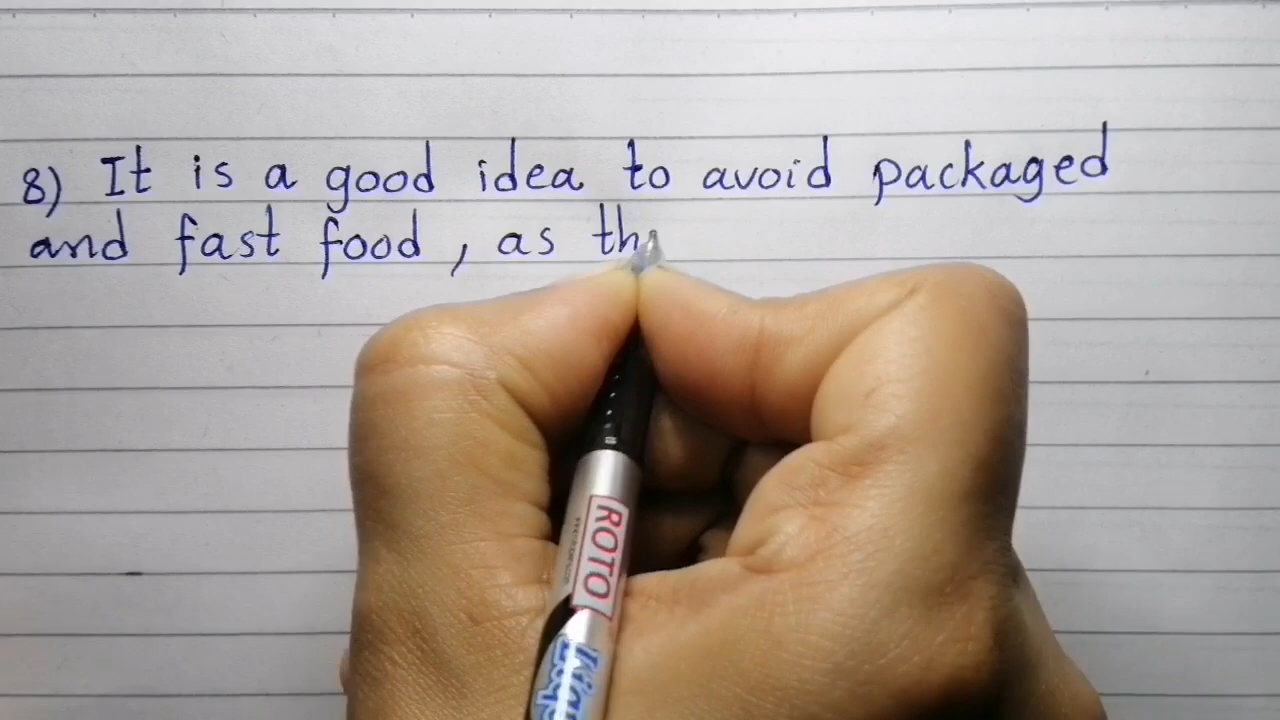 8) It is a good idea to avoid packaged
and fast food, as th
ROTO